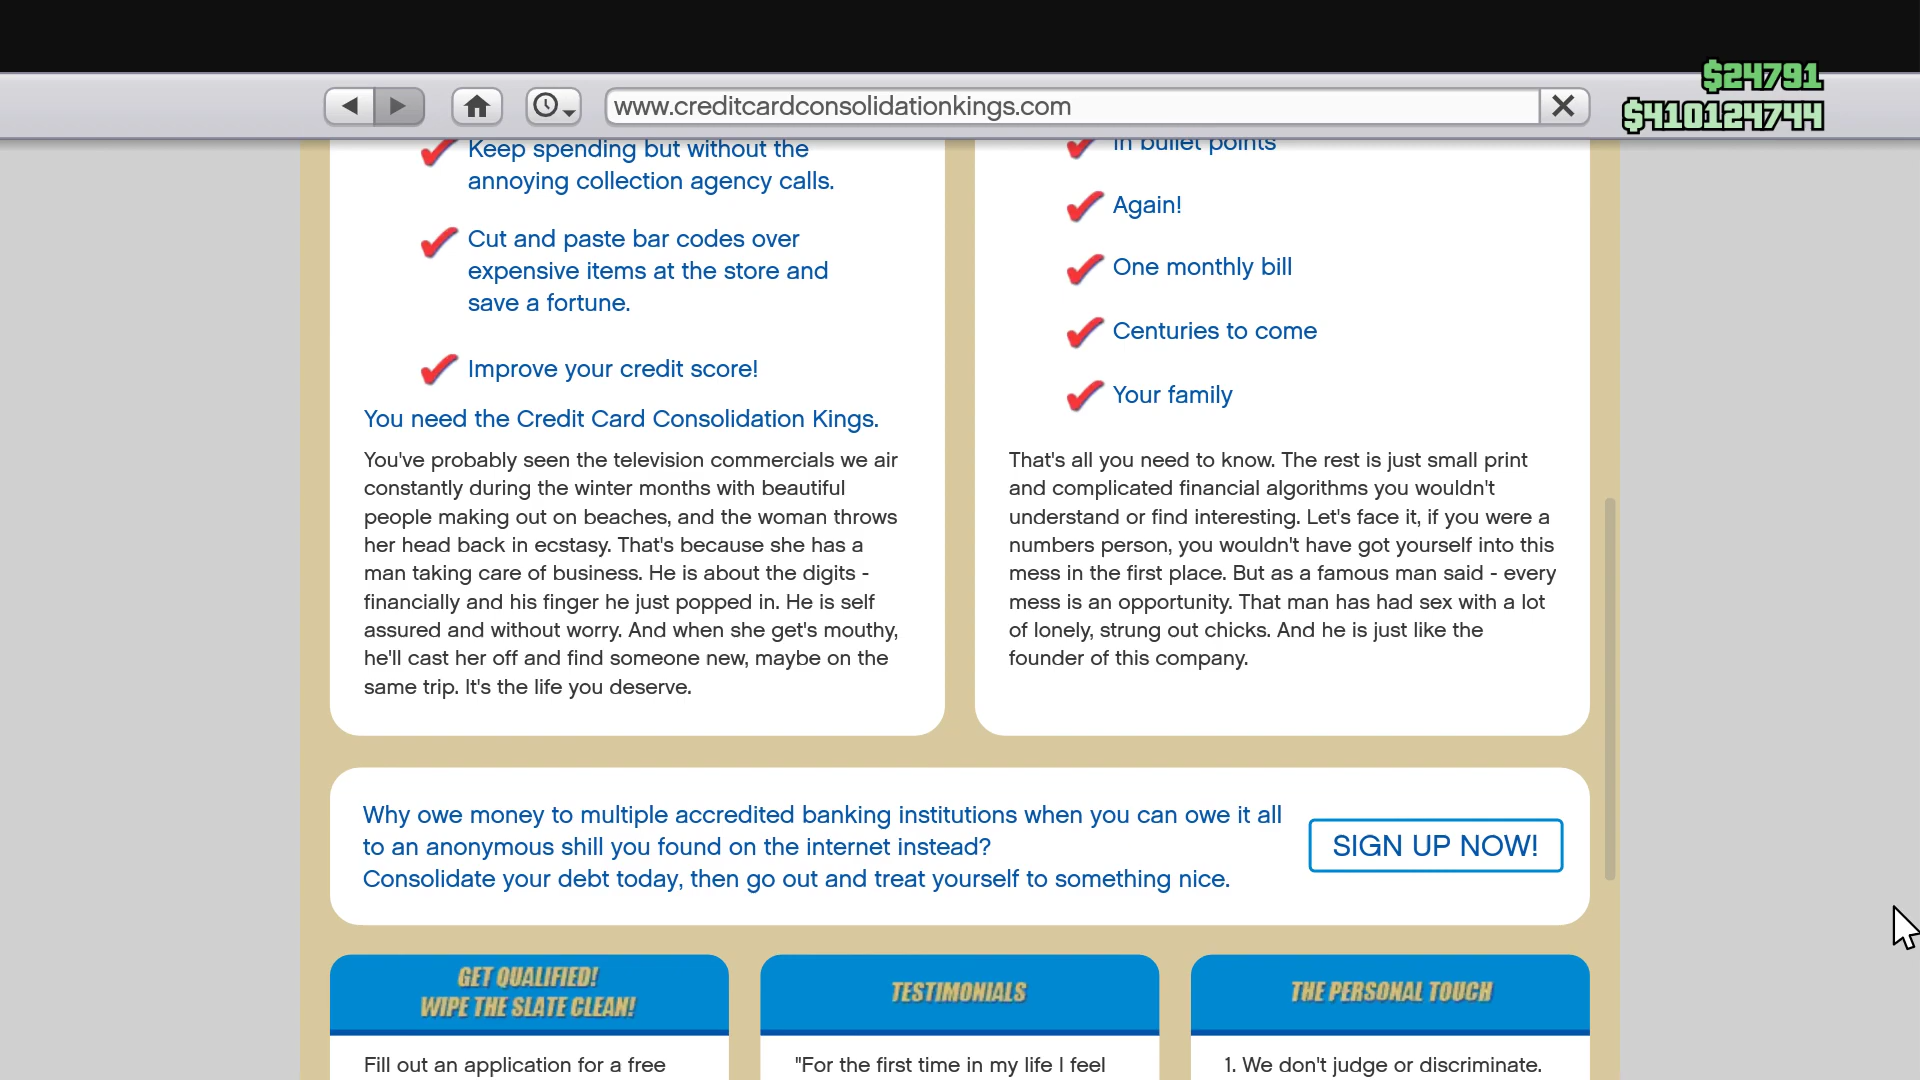 $24791
www.creditcardconsolidationkings.com
$410124744
Keep spending but without the
annoying collection agency calls.
Cut and paste bar codes over
expensive items at the store and
save a fortune.
Improve your credit score!
You need the Credit Card Consolidation Kings.
You've probably seen the television commercials we air
constantly during the winter months with beautiful
people making out on beaches, and the woman throws
her head back in ecstasy. That's because she has a
man taking care of business. He is about the digits -
financially and his finger he just popped in. He is self
assured and without worry. And when she get's mouthy,
he'll cast her off and find someone new, maybe on the
same trip. It's the life you deserve.
In bullet points
Again!
One monthly bill
Centuries to come
Your family
That's all you need to know. The rest is just small print
and complicated financial algorithms you wouldn't
understand or find interesting. Let's face it, if you were a
numbers person, you wouldn't have got yourself into this
mess in the first place. But as a famous man said - every
mess is an opportunity. That man has had sex with a lot
of lonely, strung out chicks. And he is just like the
founder of this company.
Why owe money to multiple accredited banking institutions when you can owe it all
to an anonymous shill you found on the internet instead?
Consolidate your debt today, then go out and treat yourself to something nice.
SIGN UP NOW!
GET QUALIFIED!
WIPE THE SLATE CLEAN!
Fill out an application for a free
TESTIMONIALS
"For the first time in my life I feel
THE PERSONAL TOUCH
1. We don't judge or discriminate.